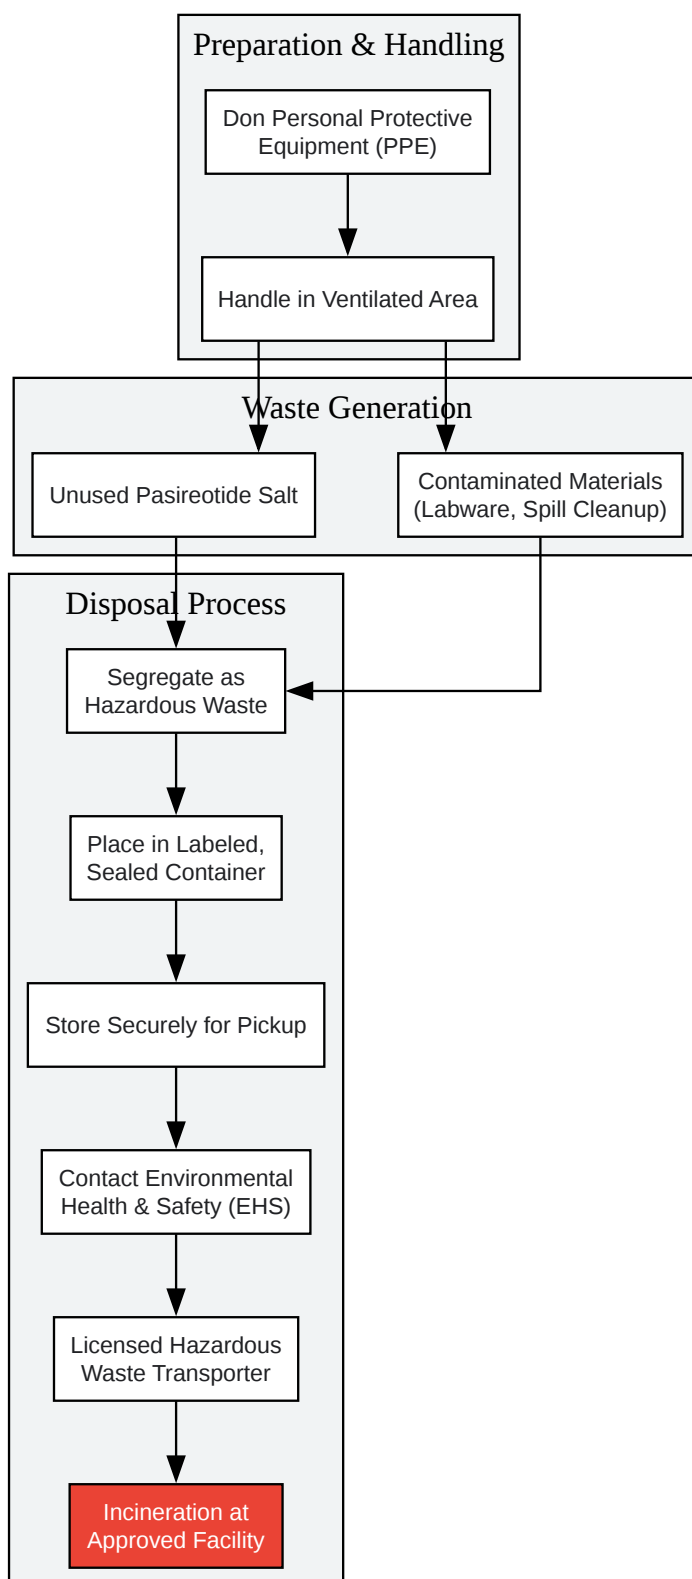 Preparation & Handling
Don Personal Protective
Equipment (PPE)
Handle in Ventilated Area
Waste Generation
Unused Pasireotide Salt
Contaminated Materials
(Labware, Spill Cleanup)
Disposal Process
Segregate as
Hazardous Waste
Place in Labeled,
Sealed Container
Store Securely for Pickup
Contact Environmental
Health & Safety (EHS)
Licensed Hazardous
Waste Transporter
Incineration at
Approved Facility